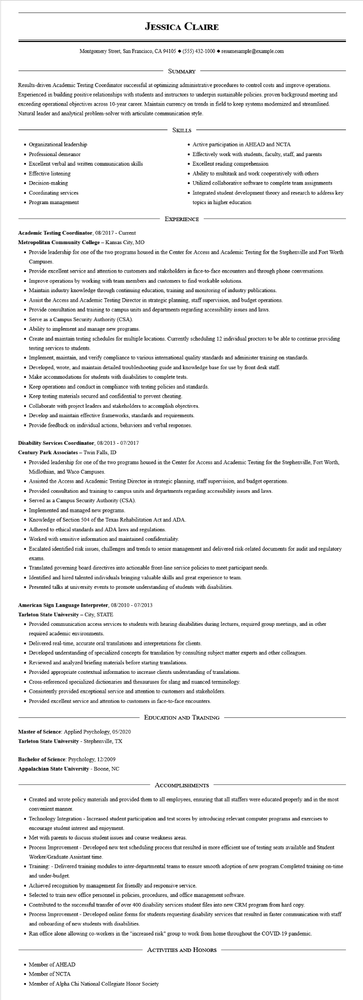 Jessica Claire
Montgomery Street, San Francisco, CA 94105 ◆ (555) 432-1000 ◆ resumesample@example.com
Summary
Results-driven Academic Testing Coordinator successful at optimizing administrative procedures to control costs and improve operations.
Experienced in building positive relationships with students and instructors to underpin sustainable policies. proven background meeting and
exceeding operational objectives across 10-year career. Maintain currency on trends in field to keep systems modernized and streamlined.
Natural leader and analytical problem-solver with articulate communication style.
Skills
• Organizational leadership
• Professional demeanor
• Excellent verbal and written communication skills
• Effective listening
• Decision-making
• Coordinating services
• Program management
• Active participation in AHEAD and NCTA
• Effectively work with students, faculty, staff, and parents
• Excellent reading comprehension
• Ability to multitask and work cooperatively with others
• Utilized collaborative software to complete team assignments
• Integrated student development theory and research to address key
topics in higher education
Experience
Academic Testing Coordinator, 08/2017 - Current
Metropolitan Community College – Kansas City, MO
• Provide leadership for one of the two programs housed in the Center for Access and Academic Testing for the Stephenville and Fort Worth
Campuses.
• Provide excellent service and attention to customers and stakeholders in face-to-face encounters and through phone conversations.
• Improve operations by working with team members and customers to find workable solutions.
• Maintain industry knowledge through continuing education, training and monitoring of industry publications.
• Assist the Access and Academic Testing Director in strategic planning, staff supervision, and budget operations.
• Provide consultation and training to campus units and departments regarding accessibility issues and laws.
• Serve as a Campus Security Authority (CSA).
• Ability to implement and manage new programs.
• Create and maintain testing schedules for multiple locations. Currently scheduling 12 individual proctors to be able to continue providing
testing services to students.
• Implement, maintain, and verify compliance to various international quality standards and administer training on standards.
• Developed, wrote, and maintain detailed troubleshooting guide and knowledge base for use by front desk staff.
• Make accommodations for students with disabilities to complete tests.
• Keep operations and conduct in compliance with testing policies and standards.
• Keep testing materials secured and confidential to prevent cheating.
• Collaborate with project leaders and stakeholders to accomplish objectives.
• Develop and maintain effective frameworks, standards and requirements.
• Provide feedback on individual actions, behaviors and verbal responses.
Disability Services Coordinator, 08/2013 - 07/2017
Century Park Associates – Twin Falls, ID
• Provided leadership for one of the two programs housed in the Center for Access and Academic Testing for the Stephenville, Fort Worth,
Midlothian, and Waco Campuses.
• Assisted the Access and Academic Testing Director in strategic planning, staff supervision, and budget operations.
• Provided consultation and training to campus units and departments regarding accessibility issues and laws.
• Served as a Campus Security Authority (CSA).
• Implemented and managed new programs.
• Knowledge of Section 504 of the Texas Rehabilitation Act and ADA.
• Adhered to ethical standards and ADA laws and regulations.
• Worked with sensitive information and maintained confidentiality.
• Escalated identified risk issues, challenges and trends to senior management and delivered risk-related documents for audit and regulatory
exams.
• Translated governing board directives into actionable front-line service policies to meet participant needs.
• Identified and hired talented individuals bringing valuable skills and great experience to team.
• Presented talks at university events to promote understanding of students with disabilities.
American Sign Language Interpreter, 08/2010 - 07/2013
Tarleton State University – City, STATE
• Provided communication access services to students with hearing disabilities during lectures, required group meetings, and in other
required academic environments.
• Delivered real-time, accurate oral translations and interpretations for clients.
• Developed understanding of specialized concepts for translation by consulting subject matter experts and other colleagues.
• Reviewed and analyzed briefing materials before starting translations.
• Provided appropriate contextual information to increase clients understanding of translations.
• Cross-referenced specialized dictionaries and thesauruses for slang and nuanced terminology.
• Consistently provided exceptional service and attention to customers and stakeholders.
• Provided excellent service and attention to customers in face-to-face encounters.
Education and Training
Master of Science: Applied Psychology, 05/2020
Tarleton State University - Stephenville, TX
Bachelor of Science: Psychology, 12/2009
Appalachian State University - Boone, NC
Accomplishments
• Created and wrote policy materials and provided them to all employees, ensuring that all staffers were educated properly and in the most
convenient manner.
• Technology Integration - Increased student participation and test scores by introducing relevant computer programs and exercises to
encourage student interest and enjoyment.
• Met with parents to discuss student issues and course weakness areas.
• Process Improvement - Developed new test scheduling process that resulted in more efficient use of testing seats available and Student
Worker/Graduate Assistant time.
• Training: - Delivered training modules to inter-departmental teams to ensure smooth adoption of new program.Completed training on-time
and under-budget.
• Achieved recognition by management for friendly and responsive service.
• Selected to train new office personnel in policies, procedures, and office management software.
• Contributed to the successful transfer of over 400 disability services student files into new CRM program from hard copy.
• Process Improvement - Developed online forms for students requesting disability services that resulted in faster communication with staff
and onboarding of new students with disabilities.
• Ran office alone allowing co-workers in the "increased risk" group to work from home throughout the COVID-19 pandemic.
Activities and Honors
• Member of AHEAD
• Member of NCTA
• Member of Alpha Chi National Collegiate Honor Society